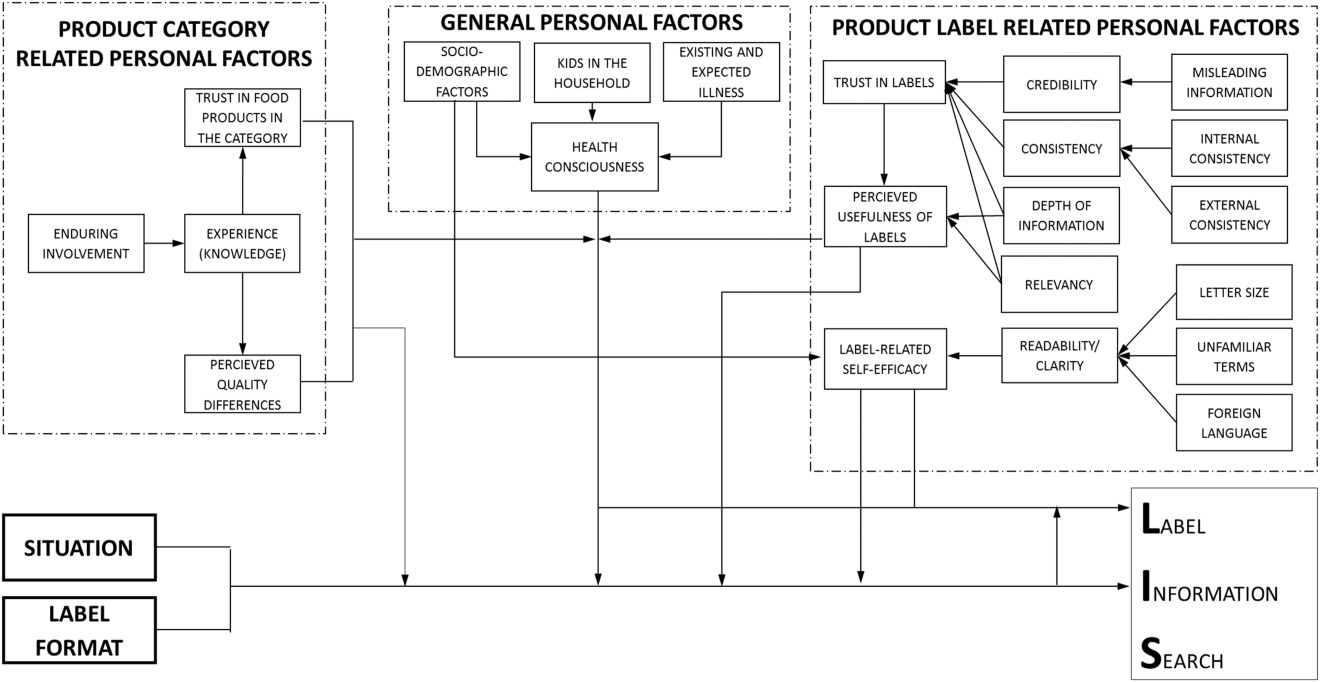 PRODUCT CATEGORY
RELATED PERSONAL FACTORS
TRUST IN FOOD
PRODUCTS IN
THE CATEGORY
ENDURING
INVOLVEMENT
EXPERIENCE
(KNOWLEDGE)
PERCIEVED
QUALITY
DIFFERENCES
GENERAL PERSONAL FACTORS
SOCIO-
DEMOGRAPHIC
FACTORS
KIDS IN THE
HOUSEHOLD
EXISTING AND
EXPECTED
ILLNESS
HEALTH
CONSCIOUSNESS
PRODUCT LABEL RELATED PERSONAL FACTORS
TRUST IN LABELS
CREDIBILITY
MISLEADING
INFORMATION
CONSISTENCY
INTERNAL
CONSISTENCY
PERCIEVED
USEFULNESS OF
LABELS
DEPTH OF
INFORMATION
EXTERNAL
CONSISTENCY
RELEVANCY
LETTER SIZE
LABEL-RELATED
SELF-EFFICACY
READABILITY/
CLARITY
UNFAMILIAR
TERMS
FOREIGN
LANGUAGE
SITUATION
LABEL
FORMAT
LABEL
INFORMATION
SEARCH